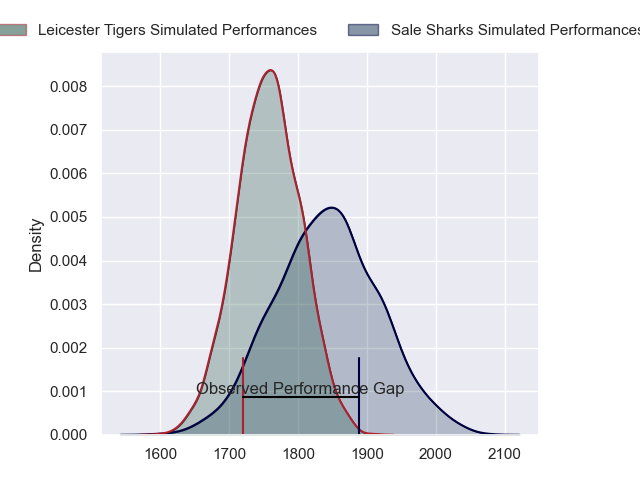 Leicester Tigers Simulated Performances Sale Sharks Simulated Performances
0.008
0.007
0.006
0.005
0.004
0.003
0.002
0.001
0.000
Density
Observed Performance Gap
1600 1700 1800 1900 2000 2100